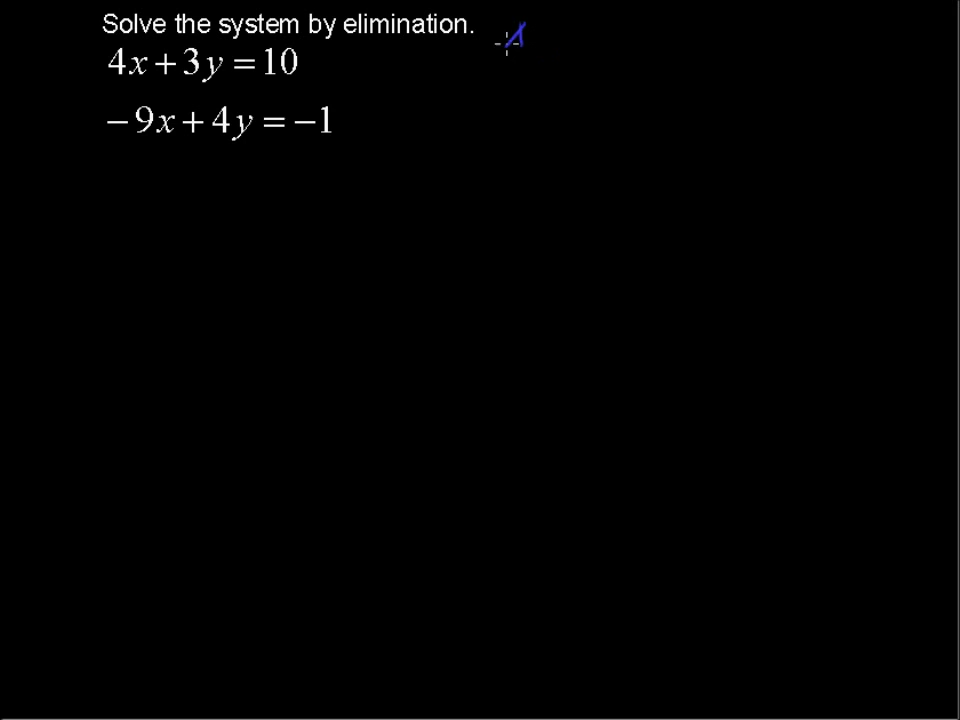 Solve the system by elimination.
4x + 3y = 10
− 9x + 4y = −1